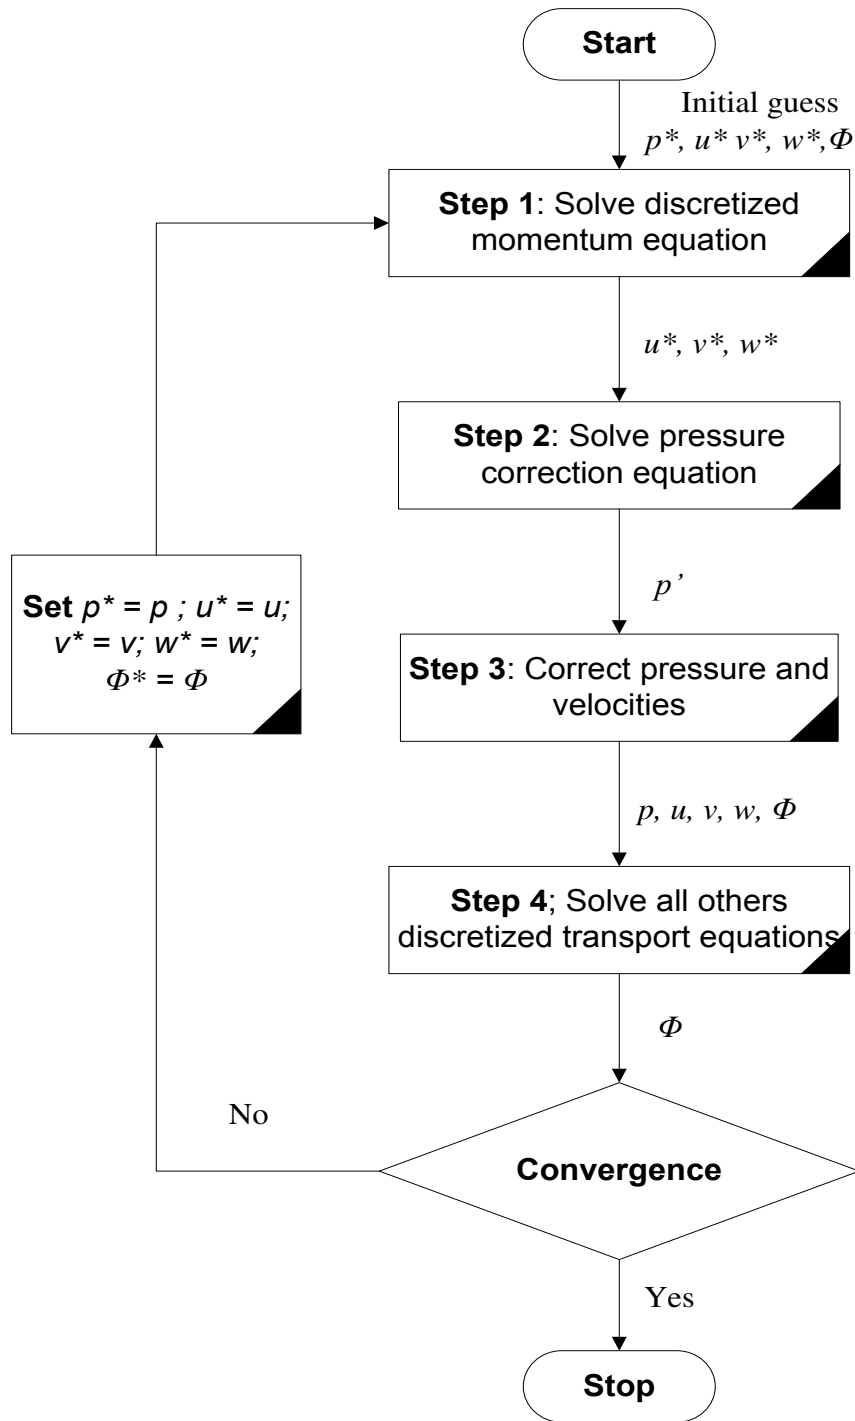 Start
Initial guess
p*, u* v*, w*,Φ
Step 1: Solve discretized
momentum equation
u*, v*, w*
Step 2: Solve pressure
correction equation
p’
Set p* = p ; u* = u;
v* = v; w* = w;
Φ* = Φ
Step 3: Correct pressure and
velocities
p, u, v, w, Φ
Step 4; Solve all others
discretized transport equations
Φ
No
Convergence
Yes
Stop